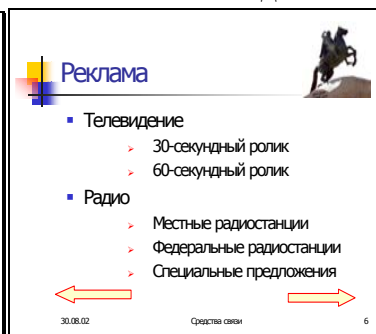 Реклама
Телевидение
30-секундный ролик
60-секундный ролик
Радио
Местные радиостанции
Федеральные радиостанции
Специальные предложения
30.08.02 Средства связи 6